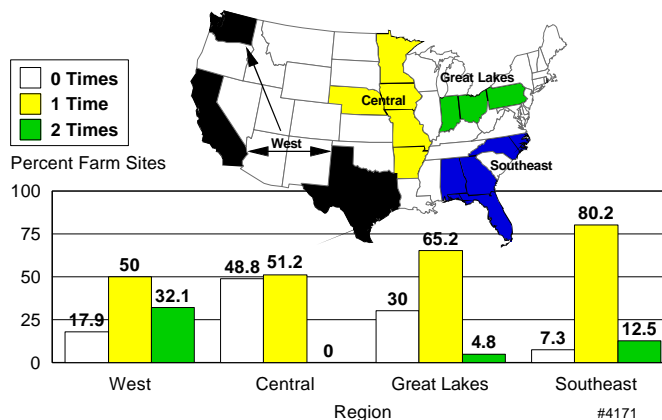 Great Lakes
Central
West
Southeast
0 Times
1 Time
2 Times
Percent Farm Sites
100
75
50
25
0
17.9
50
32.1
48.8
51.2
0
30
65.2
4.8
7.3
80.2
12.5
West
Central
Great Lakes
Southeast
Region
#4171